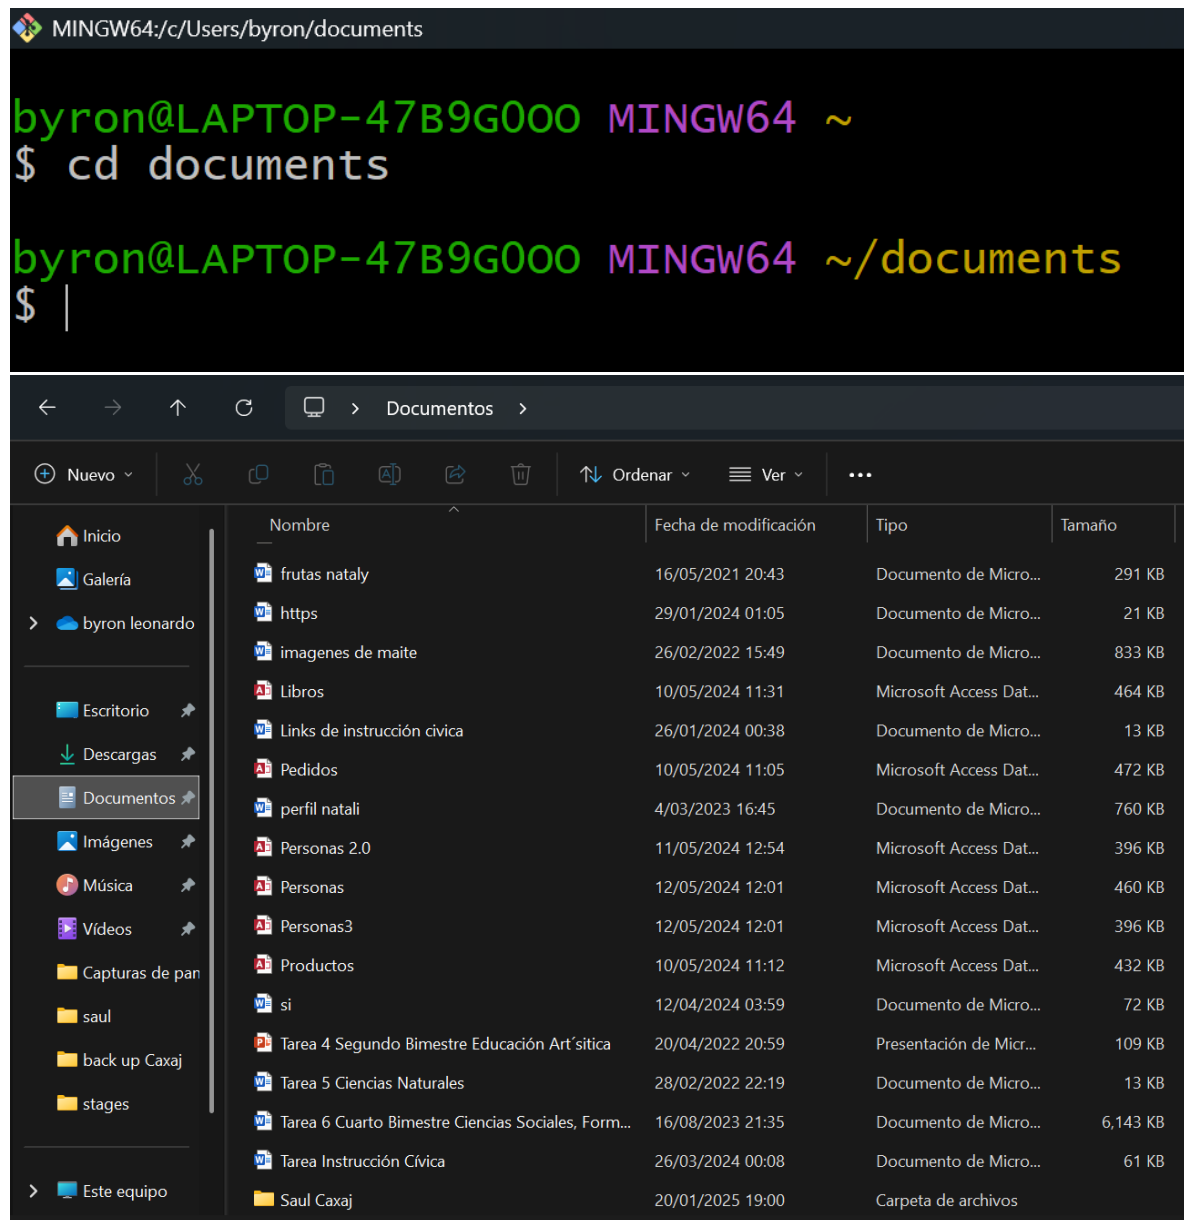 MINGW64:/c/Users/byron/documents
byron@LAPTOP-47B9GOOO MINGW64 ~
$ cd documents
byron@LAPTOP-47B9GOOO MINGW64 ~/documents
$
Documentos
Nuevo Ordenar Ver
Inicio
Galería
byron leonardo
Escritorio
Descargas
Documentos
Imágenes
Música
Vídeos
Capturas de pan
saul
back up Caxaj
stages
Este equipo
Nombre Fecha de modificación Tipo Tamaño
frutas nataly 16/05/2021 20:43 Documento de Micro... 291 KB
https 29/01/2024 01:05 Documento de Micro... 21 KB
imagenes de maite 26/02/2022 15:49 Documento de Micro... 833 KB
Libros 10/05/2024 11:31 Microsoft Access Dat... 464 KB
Links de instrucción civica 26/01/2024 00:38 Documento de Micro... 13 KB
Pedidos 10/05/2024 11:05 Microsoft Access Dat... 472 KB
perfil natali 4/03/2023 16:45 Documento de Micro... 760 KB
Personas 2.0 11/05/2024 12:54 Microsoft Access Dat... 396 KB
Personas 12/05/2024 12:01 Microsoft Access Dat... 460 KB
Personas3 12/05/2024 12:01 Microsoft Access Dat... 396 KB
Productos 10/05/2024 11:12 Microsoft Access Dat... 432 KB
si 12/04/2024 03:59 Documento de Micro... 72 KB
Tarea 4 Segundo Bimestre Educación Art´sitica 20/04/2022 20:59 Presentación de Micr... 109 KB
Tarea 5 Ciencias Naturales 28/02/2022 22:19 Documento de Micro... 13 KB
Tarea 6 Cuarto Bimestre Ciencias Sociales, Form... 16/08/2023 21:35 Documento de Micro... 6,143 KB
Tarea Instrucción Cívica 26/03/2024 00:08 Documento de Micro... 61 KB
Saul Caxaj 20/01/2025 19:00 Carpeta de archivos